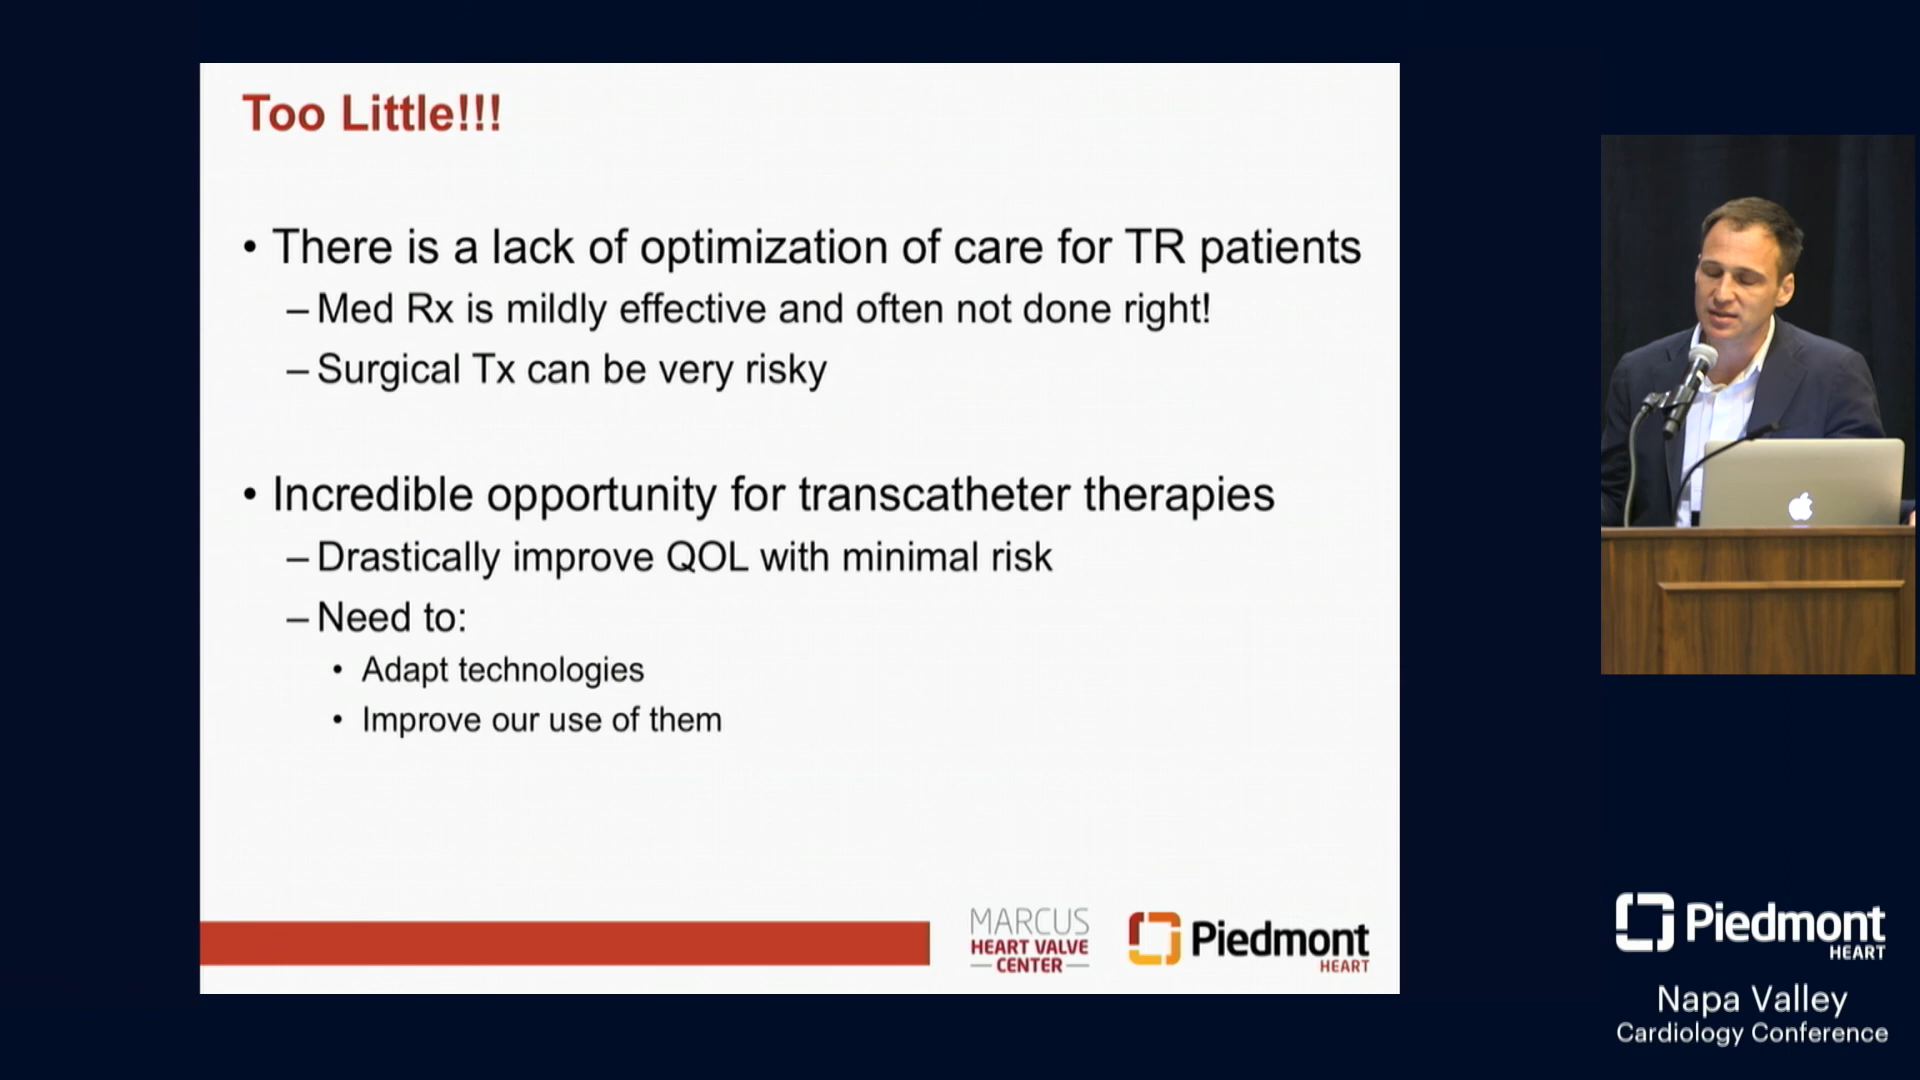 Too Little!!!
• There is a lack of optimization of care for TR patients
– Med Rx is mildly effective and often not done right!
– Surgical Tx can be very risky
• Incredible opportunity for transcatheter therapies
– Drastically improve QOL with minimal risk
– Need to:
• Adapt technologies
• Improve our use of them
MARCUS
HEART VALVE
CENTER
Piedmont
HEART
Piedmont
HEART
Napa Valley
Cardiology Conference